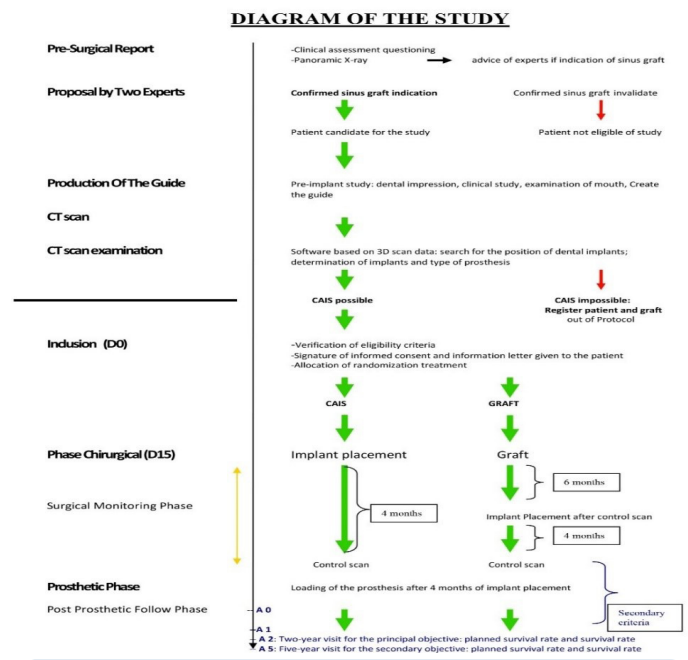 DIAGRAM OF THE STUDY
Pre-Surgical Report
-Clinical assessment questioning
-Panoramic X-ray
advice of experts if indication of sinus graft
Proposal by Two Experts
Confirmed sinus graft indication
Confirmed sinus graft invalidate
Patient candidate for the study
Patient not eligible of study
Production Of The Guide
Pre-implant study: dental impression, clinical study, examination of mouth, Create
the guide
CT scan
CT scan examination
Software based on 3D scan data: search for the position of dental implants;
determination of implants and type of prosthesis
CAIS possible
CAIS impossible:
Register patient and graft
out of Protocol
Inclusion (D0)
-Verification of eligibility criteria
-Signature of informed consent and information letter given to the patient
-Allocation of randomization treatment
CAIS
GRAFT
Phase Chirurgical (D15)
Implant placement
Graft
6 months
Surgical Monitoring Phase
4 months
Implant Placement after control scan
4 months
Control scan
Control scan
Prosthetic Phase
Loading of the prosthesis after 4 months of implant placement
Post Prosthetic Follow Phase
A 0
Secondary
criteria
A 1
A 2: Two-year visit for the principal objective: planned survival rate and survival rate
A 5: Five-year visit for the secondary objective: planned survival rate and survival rate